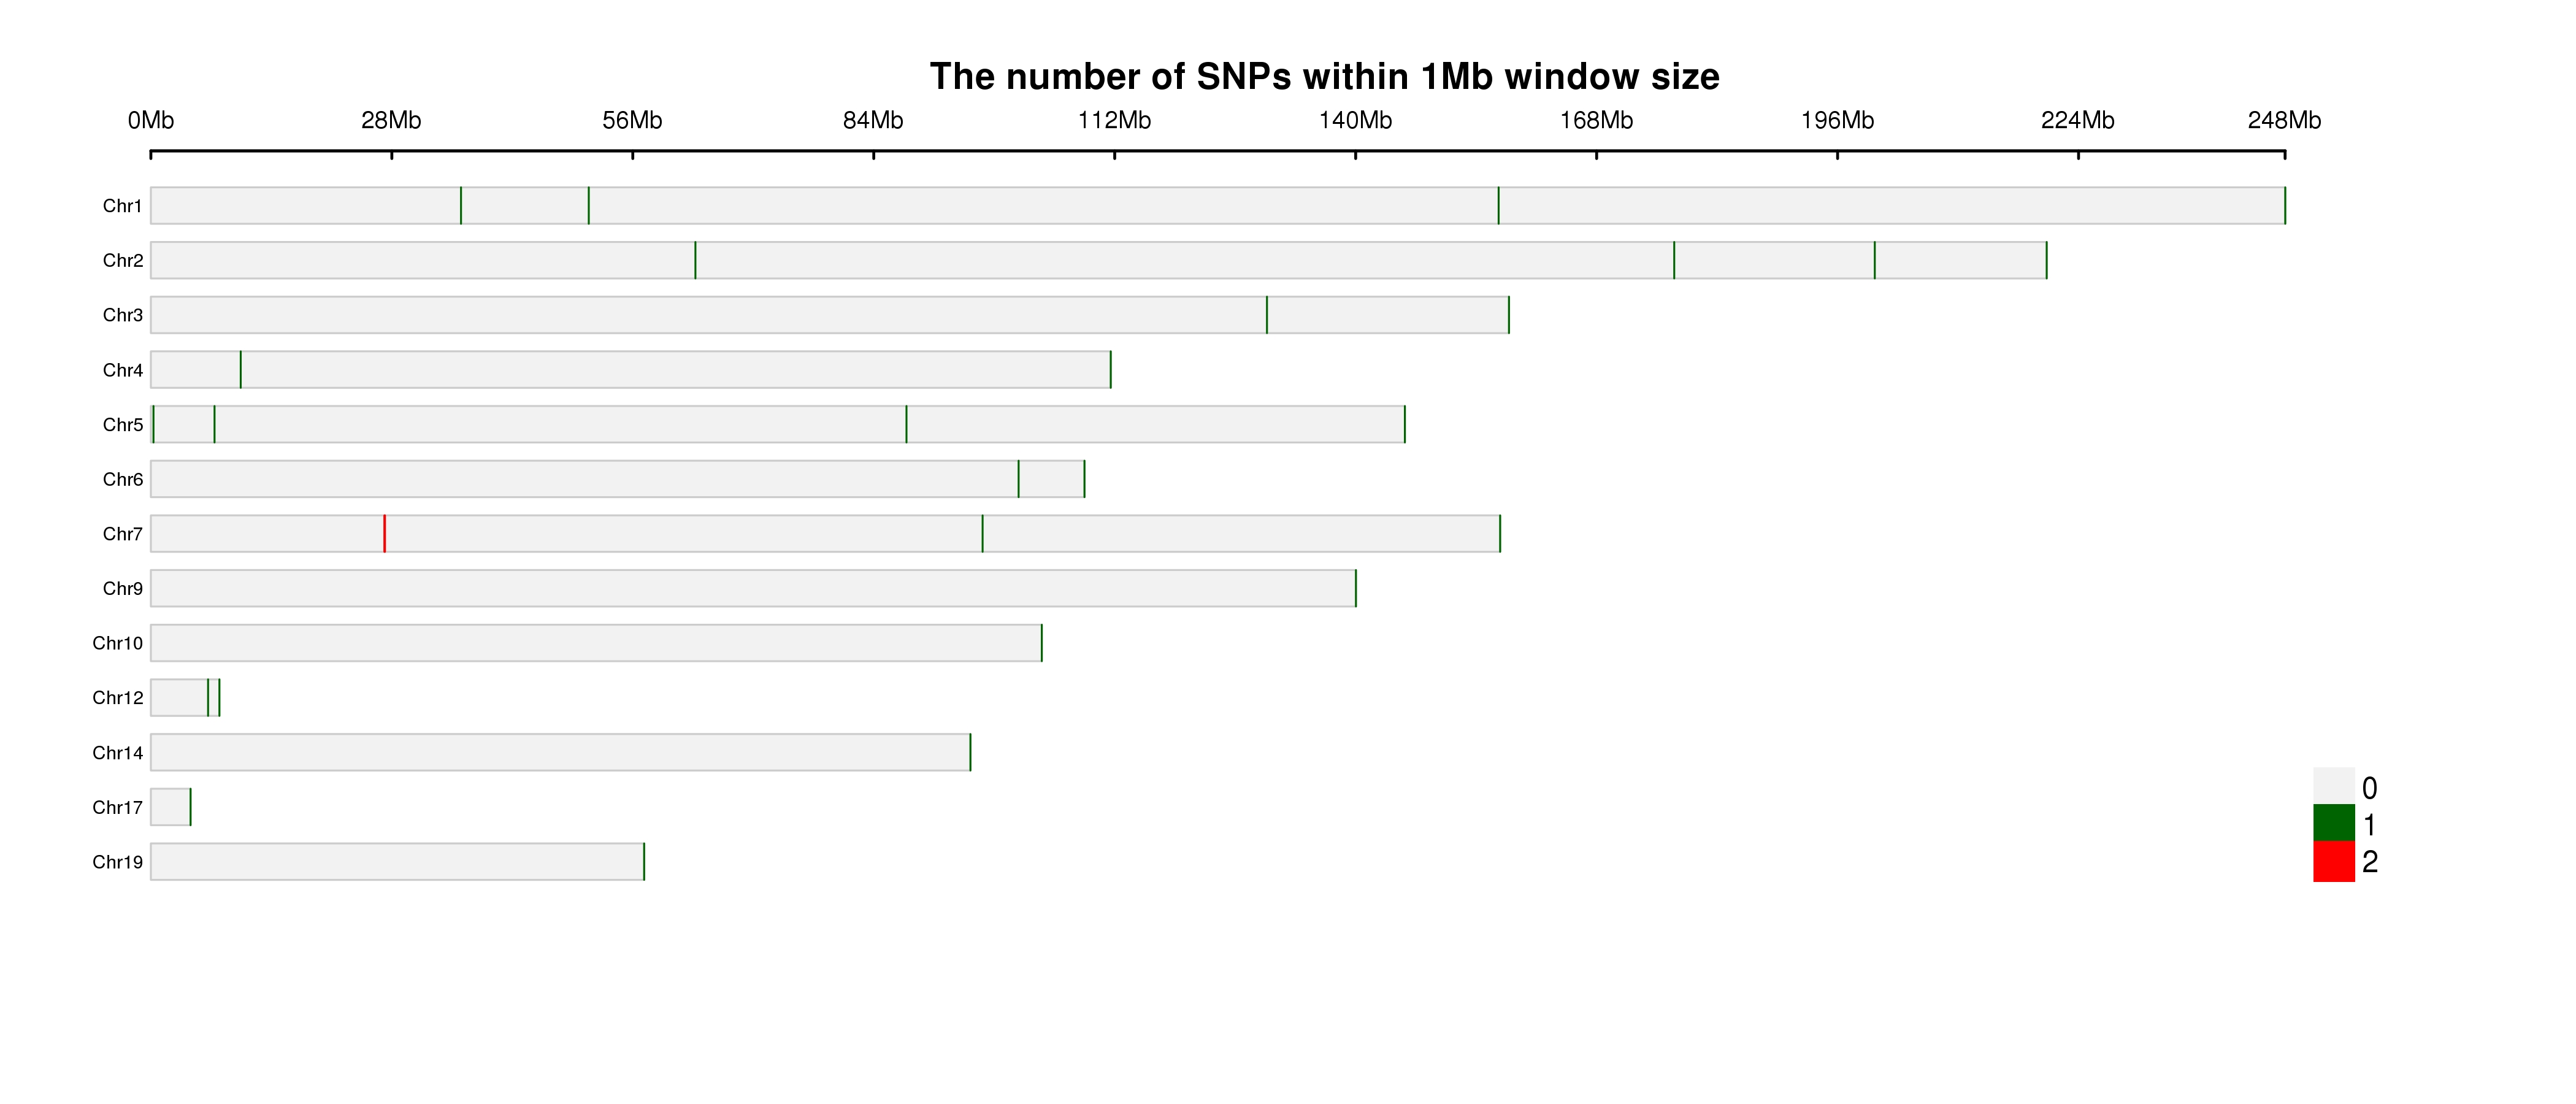 The number of SNPs within 1Mb window size
0Mb 28Mb 56Mb 84Mb 112Mb 140Mb 168Mb 196Mb 224Mb 248Mb
Chr1
Chr2
Chr3
Chr4
Chr5
Chr6
Chr7
Chr9
Chr10
Chr12
Chr14
Chr17
Chr19
0
1
2